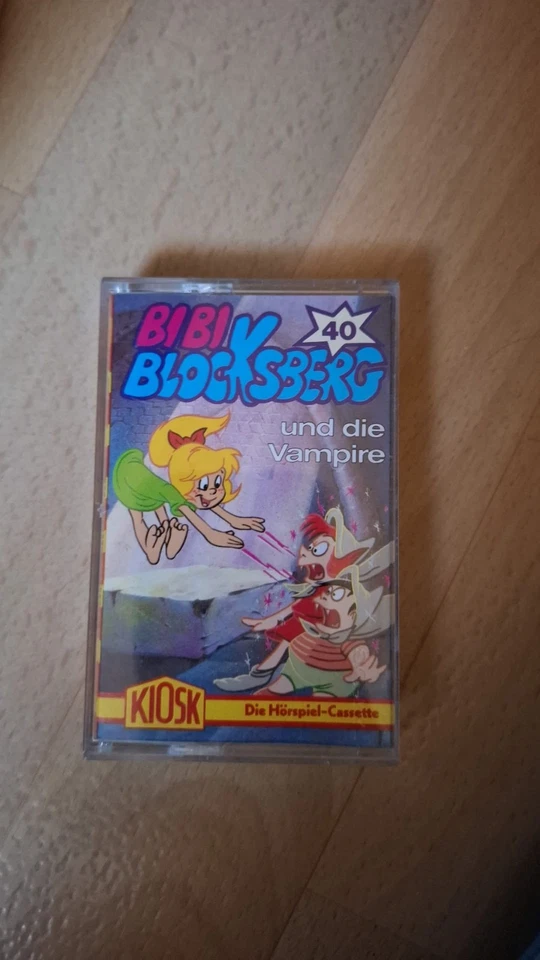 BIBI
40
BLOCKSBERG
und die
Vampire
KIOSK
Die Hörspiel-Cassette